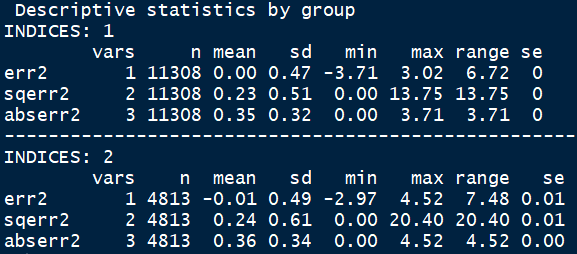 Descriptive statistics by group
INDICES: 1
vars n mean sd min max range se
err2 1 11308 0.00 0.47 -3.71 3.02 6.72 0
sqerr2 2 11308 0.23 0.51 0.00 13.75 13.75 0
abserr2 3 11308 0.35 0.32 0.00 3.71 3.71 0
------------------------------------------------------------
INDICES: 2
vars n mean sd min max range se
err2 1 4813 -0.01 0.49 -2.97 4.52 7.48 0.01
sqerr2 2 4813 0.24 0.61 0.00 20.40 20.40 0.01
abserr2 3 4813 0.36 0.34 0.00 4.52 4.52 0.00